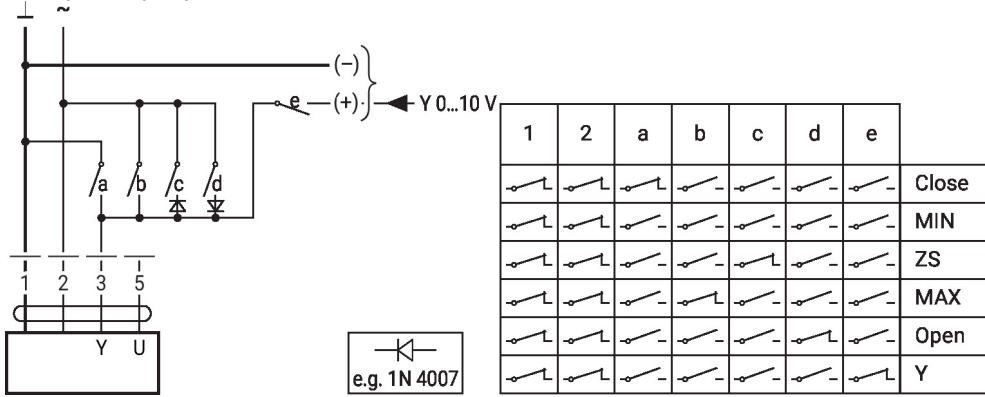 ⊥ ~
(−)
e (+) Y 0...10 V
a b c d
1 2 3 5
Y U
e.g. 1N 4007
1 2 a b c d e
Close
MIN
ZS
MAX
Open
Y